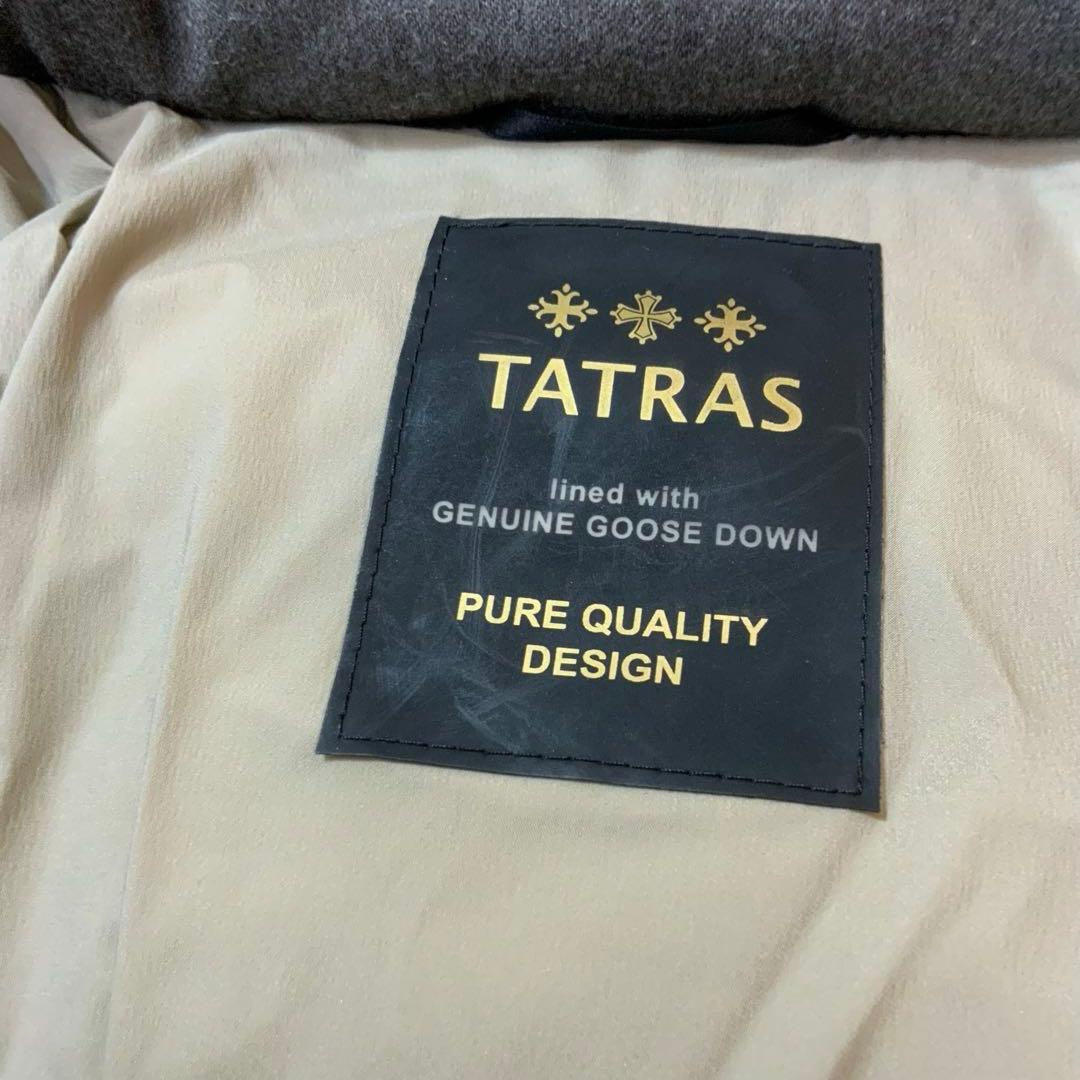 TATRAS
lined with
GENUINE GOOSE DOWN
PURE QUALITY
DESIGN